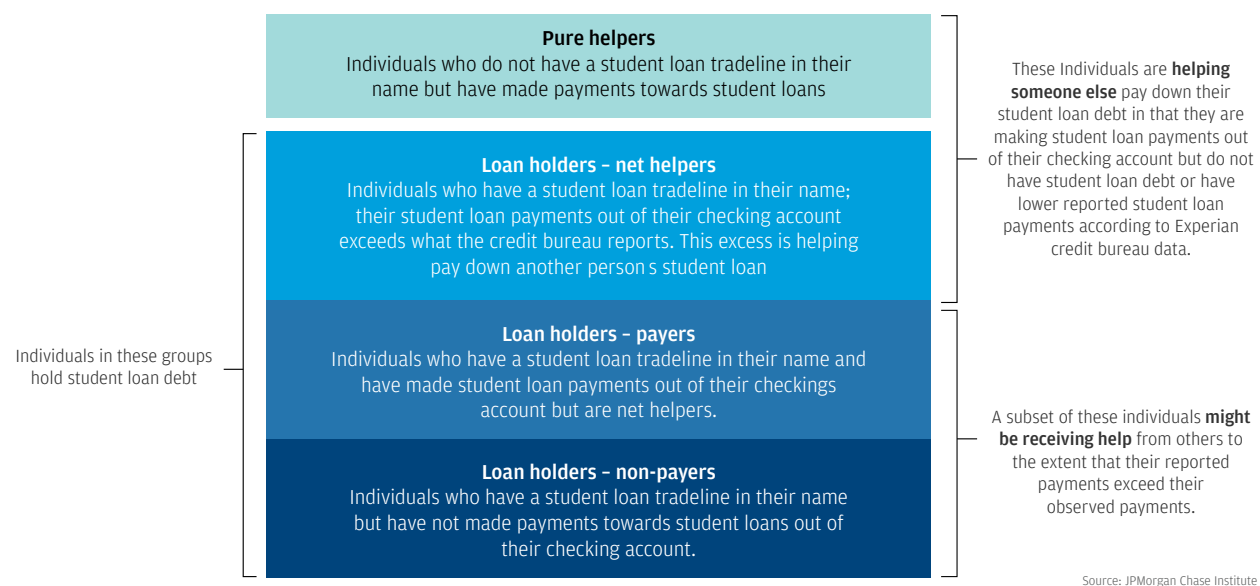 Pure helpers
Individuals who do not have a student loan tradeline in their
name but have made payments towards student loans
These Individuals are helping
someone else pay down their
student loan debt in that they are
making student loan payments out
of their checking account but do not
have student loan debt or have
lower reported student loan
payments according to Experian
credit bureau data.
Loan holders – net helpers
Individuals who have a student loan tradeline in their name;
their student loan payments out of their checking account
exceeds what the credit bureau reports. This excess is helping
pay down another person s student loan
Individuals in these groups
hold student loan debt
Loan holders – payers
Individuals who have a student loan tradeline in their name and
have made student loan payments out of their checkings
account but are net helpers.
Loan holders – non-payers
Individuals who have a student loan tradeline in their name
but have not made payments towards student loans out of
their checking account.
A subset of these individuals might
be receiving help from others to
the extent that their reported
payments exceed their
observed payments.
Source: JPMorgan Chase Institute